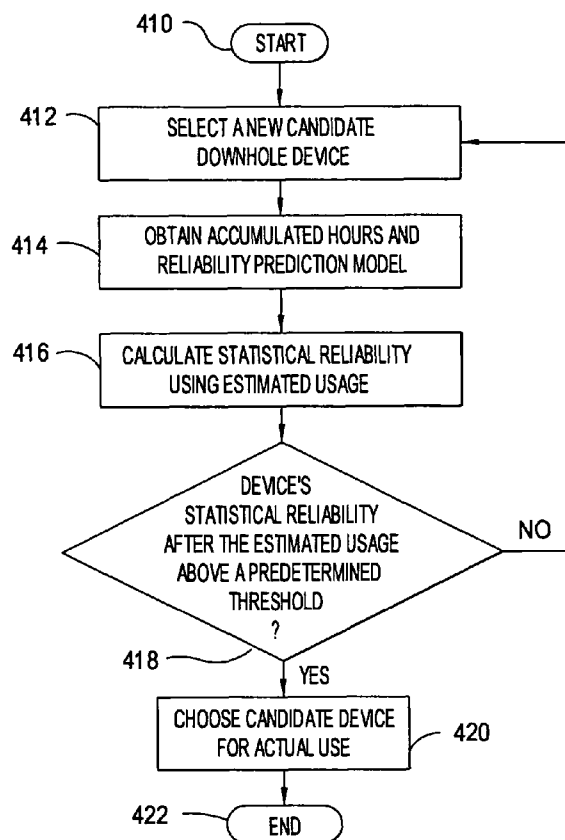 410
START
412
SELECT A NEW CANDIDATE
DOWNHOLE DEVICE
414
OBTAIN ACCUMULATED HOURS AND
RELIABILITY PREDICTION MODEL
416
CALCULATE STATISTICAL RELIABILITY
USING ESTIMATED USAGE
DEVICE'S
STATISTICAL RELIABILITY
AFTER THE ESTIMATED USAGE
ABOVE A PREDETERMINED
THRESHOLD
?
NO
418
YES
CHOOSE CANDIDATE DEVICE
FOR ACTUAL USE
420
422
END